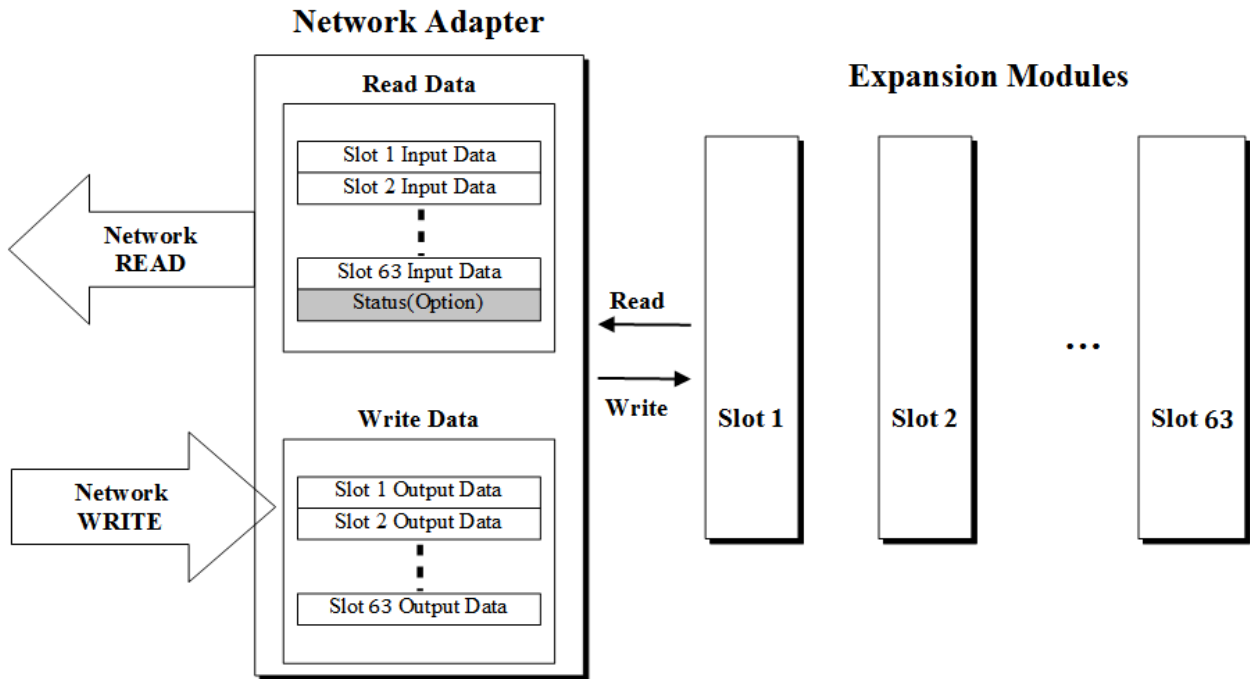 Network Adapter
Read Data
Slot 1 Input Data
Slot 2 Input Data
Slot 63 Input Data
Status(Option)
Network
READ
Write Data
Slot 1 Output Data
Slot 2 Output Data
Slot 63 Output Data
Network
WRITE
Read
Write
Expansion Modules
Slot 1
Slot 2
...
Slot 63